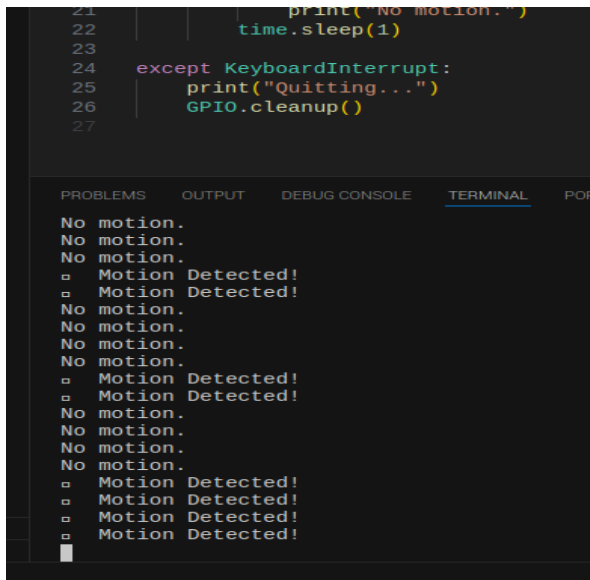 21 print("No motion.")
22 time.sleep(1)
23
24 except KeyboardInterrupt:
25 print("Quitting...")
26 GPIO.cleanup()
27
PROBLEMS OUTPUT DEBUG CONSOLE TERMINAL
No motion.
No motion.
No motion.
▫ Motion Detected!
▫ Motion Detected!
No motion.
No motion.
No motion.
No motion.
▫ Motion Detected!
▫ Motion Detected!
No motion.
No motion.
No motion.
No motion.
▫ Motion Detected!
▫ Motion Detected!
▫ Motion Detected!
▫ Motion Detected!